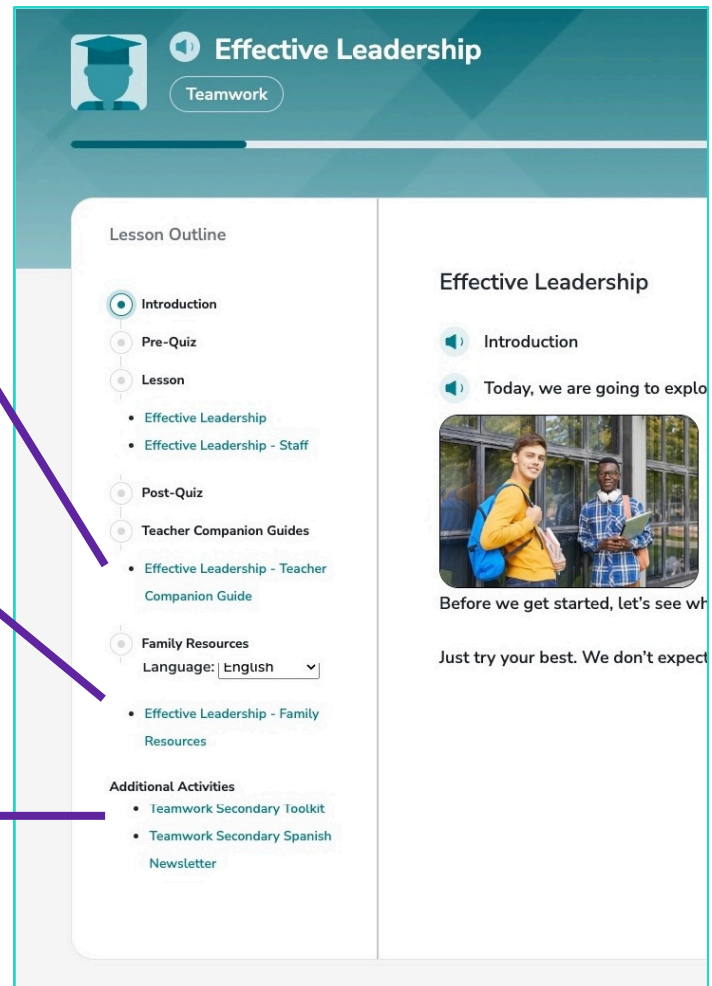 Effective Leadership
Teamwork
Lesson Outline
Introduction
Pre-Quiz
Lesson
Effective Leadership
Effective Leadership - Staff
Post-Quiz
Teacher Companion Guides
Effective Leadership - Teacher
Companion Guide
Family Resources
Language: English
Effective Leadership - Family
Resources
Additional Activities
Teamwork Secondary Toolkit
Teamwork Secondary Spanish
Newsletter
Effective Leadership
Introduction
Today, we are going to explo
Before we get started, let's see wh
Just try your best. We don't expect